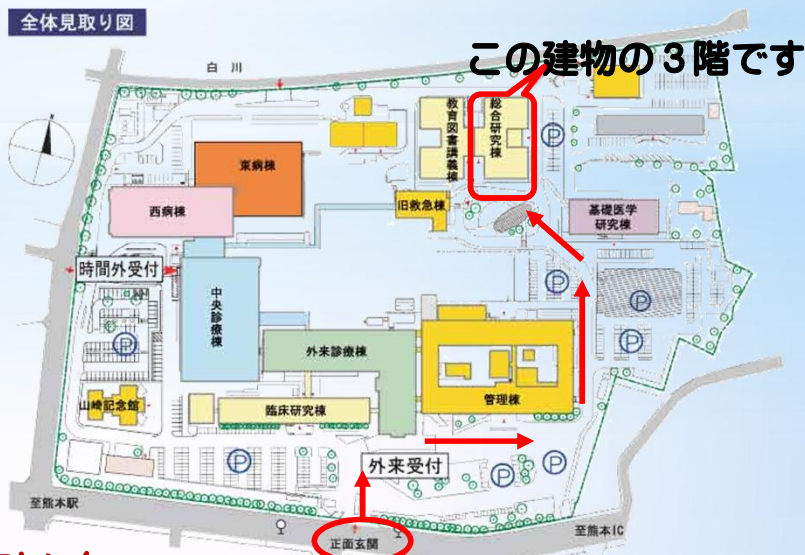 全体見取り図
この建物の3階です
白川
教育図書講義棟
総合研究棟
東病棟
西病棟
旧救急棟
基礎医学
研究棟
時間外受付
中央診療棟
外来診療棟
管理棟
山崎記念館
臨床研究棟
外来受付
至熊本駅
正面玄関
至熊本IC
P
P
P
P
P
P
P
P